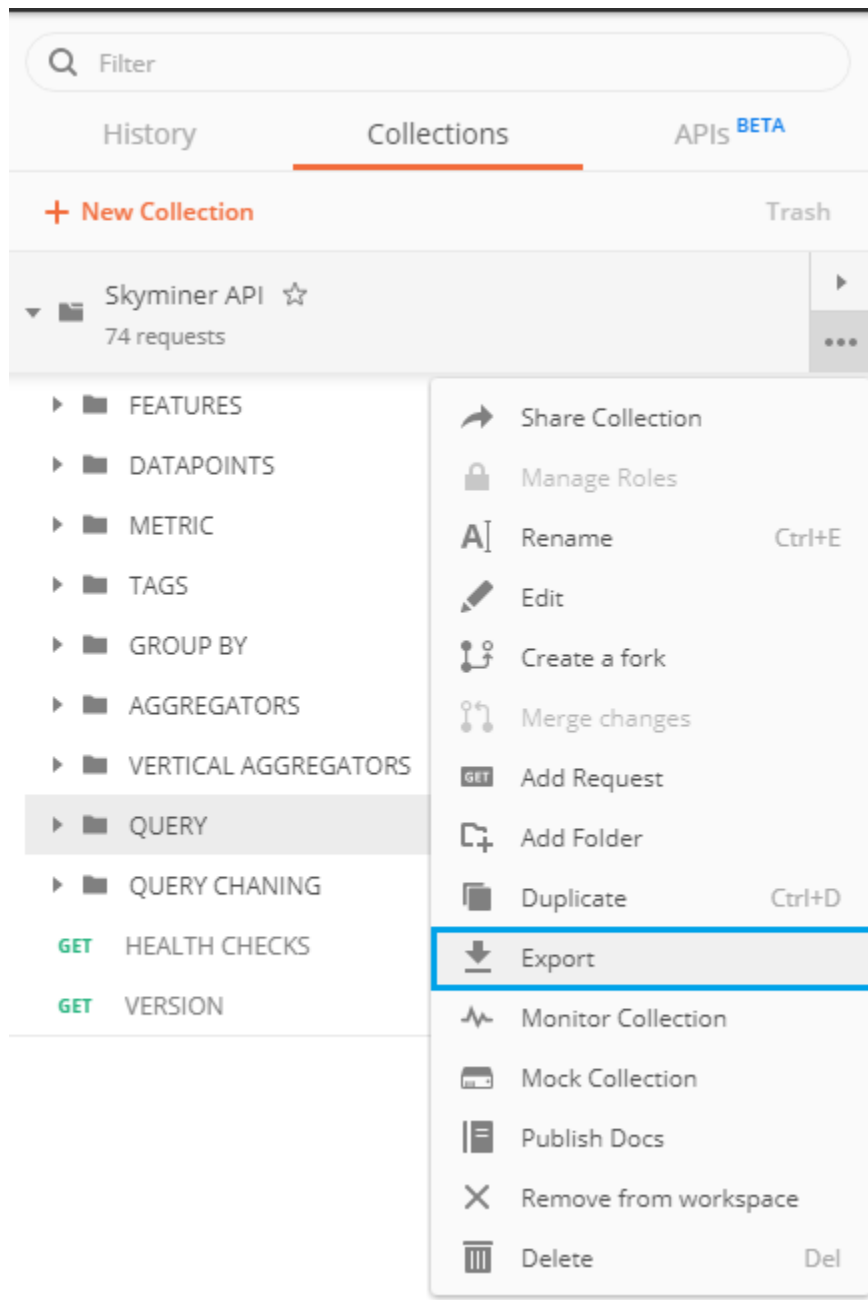 Filter
History Collections APIs BETA
+ New Collection Trash
Skyminer API
74 requests
FEATURES
DATAPOINTS
METRIC
TAGS
GROUP BY
AGGREGATORS
VERTICAL AGGREGATORS
QUERY
QUERY CHANING
GET HEALTH CHECKS
GET VERSION
Share Collection
Manage Roles
A Rename Ctrl+E
Edit
Create a fork
Merge changes
GET Add Request
Add Folder
Duplicate Ctrl+D
Export
Monitor Collection
Mock Collection
Publish Docs
Remove from workspace
Delete Del